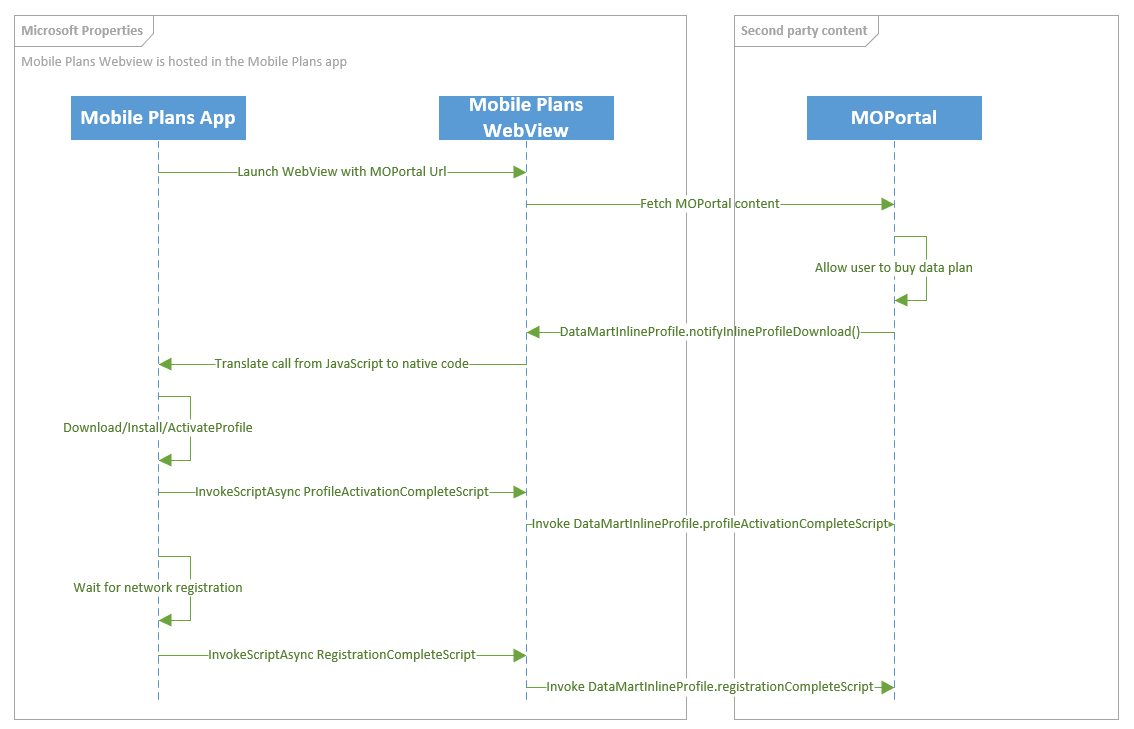 Microsoft Properties
Second party content
Mobile Plans Webview is hosted in the Mobile Plans app
Mobile Plans App
Mobile Plans
WebView
MOPortal
Launch WebView with MOPortal Url
Fetch MOPortal content
Allow user to buy data plan
DataMartInlineProfile.notifyInlineProfileDownload()
Translate call from JavaScript to native code
Download/Install/ActivateProfile
InvokeScriptAsync ProfileActivationCompleteScript
Invoke DataMartInlineProfile.profileActivationCompleteScript
Wait for network registration
InvokeScriptAsync RegistrationCompleteScript
Invoke DataMartInlineProfile.registrationCompleteScript